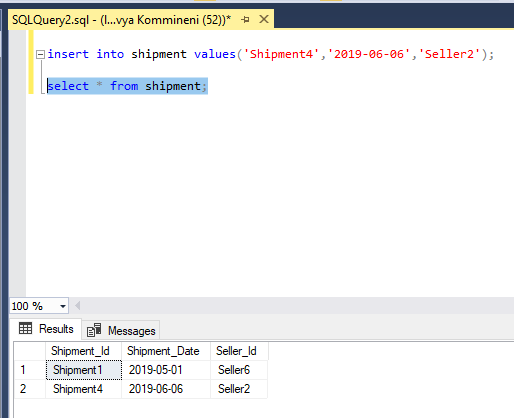 SQLQuery2.sql - (l...vya Kommineni (52))*
insert into shipment values('Shipment4','2019-06-06','Seller2');
select * from shipment;
100 %
Results Messages
Shipment_Id Shipment_Date Seller_Id
1 Shipment1 2019-05-01 Seller6
2 Shipment4 2019-06-06 Seller2